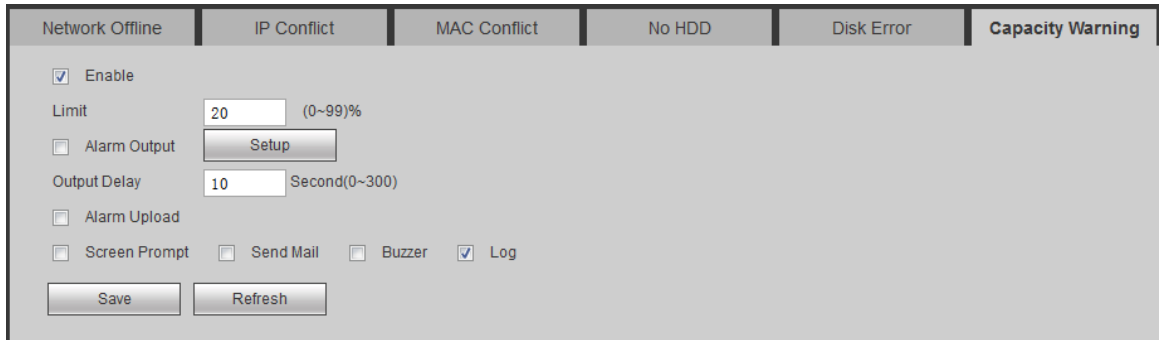 Network Offline IP Conflict MAC Conflict No HDD Disk Error Capacity Warning
Enable
Limit 20 (0~99)%
Alarm Output Setup
Output Delay 10 Second(0~300)
Alarm Upload
Screen Prompt Send Mail Buzzer Log
Save Refresh